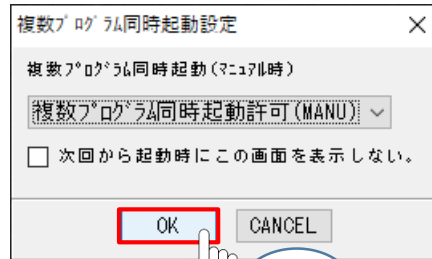 複数ﾌﾟﾛｸﾞﾗﾑ同時起動設定
複数ﾌﾟﾛｸﾞﾗﾑ同時起動(ﾏﾆｭｱﾙ時)
複数ﾌﾟﾛｸﾞﾗﾑ同時起動許可(MANU)
次回から起動時にこの画面を表示しない。
OK CANCEL